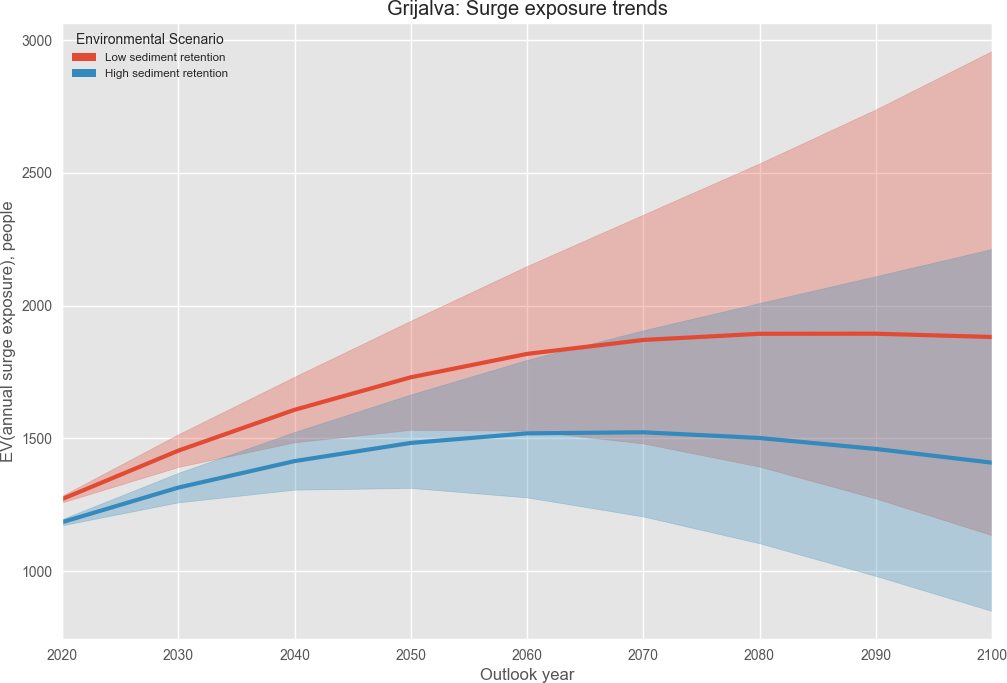 Grijalva: Surge exposure trends
Environmental Scenario
Low sediment retention
High sediment retention
EV(annual surge exposure), people
3000
2500
2000
1500
1000
2020 2030 2040 2050 2060 2070 2080 2090 2100
Outlook year